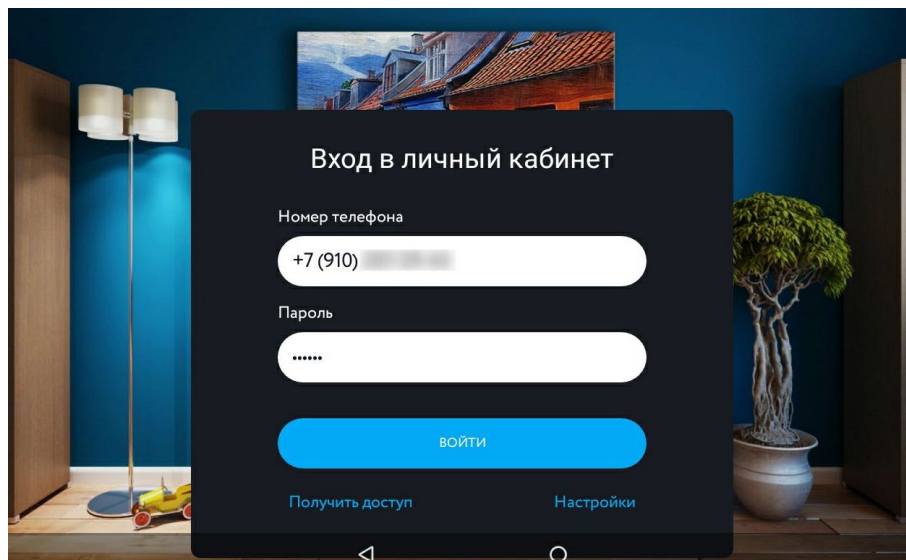 Вход в личный кабинет
Номер телефона
+7 (910)
Пароль
••••••
ВОЙТИ
Получить доступ
Настройки